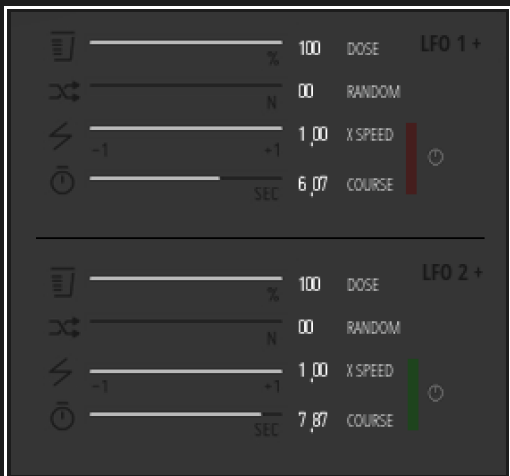 100 DOSE LFO 1 +
%
00 RANDOM
N
1,00 X SPEED
-1 +1
6,07 COURSE
SEC
100 DOSE LFO 2 +
%
00 RANDOM
N
1,00 X SPEED
-1 +1
7,87 COURSE
SEC